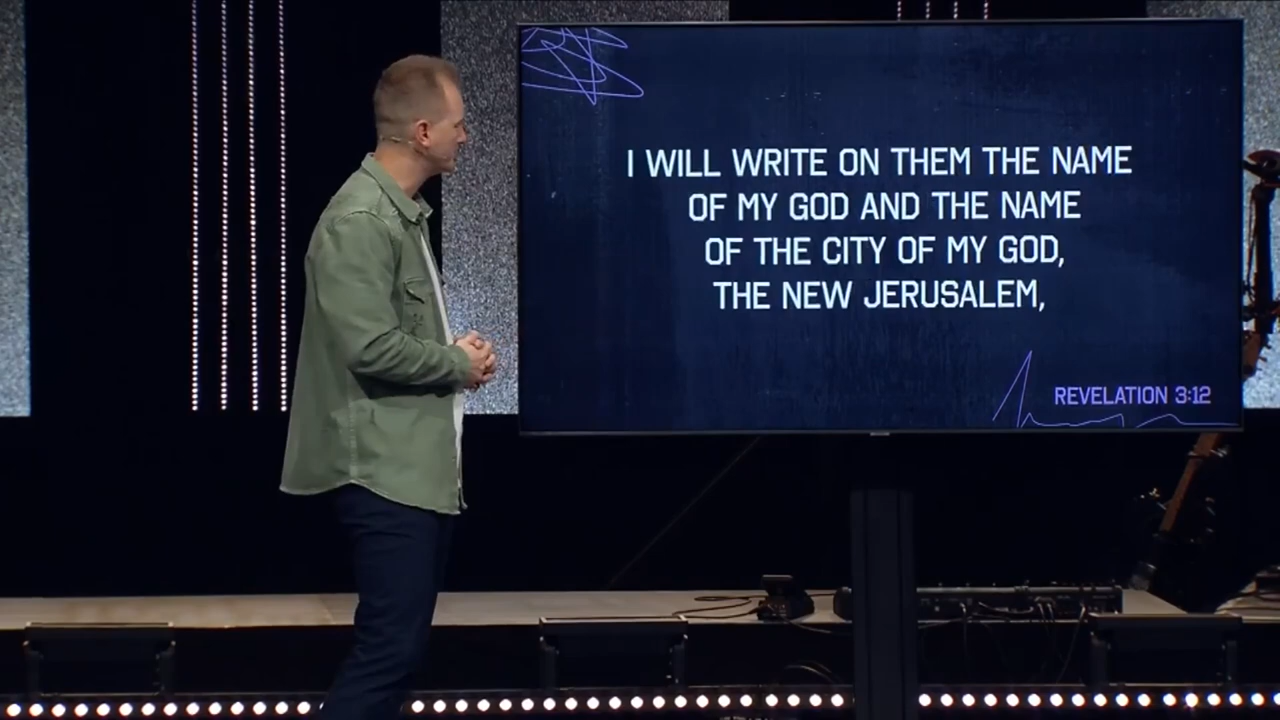 I WILL WRITE ON THEM THE NAME
OF MY GOD AND THE NAME
OF THE CITY OF MY GOD,
THE NEW JERUSALEM,
REVELATION 3:12